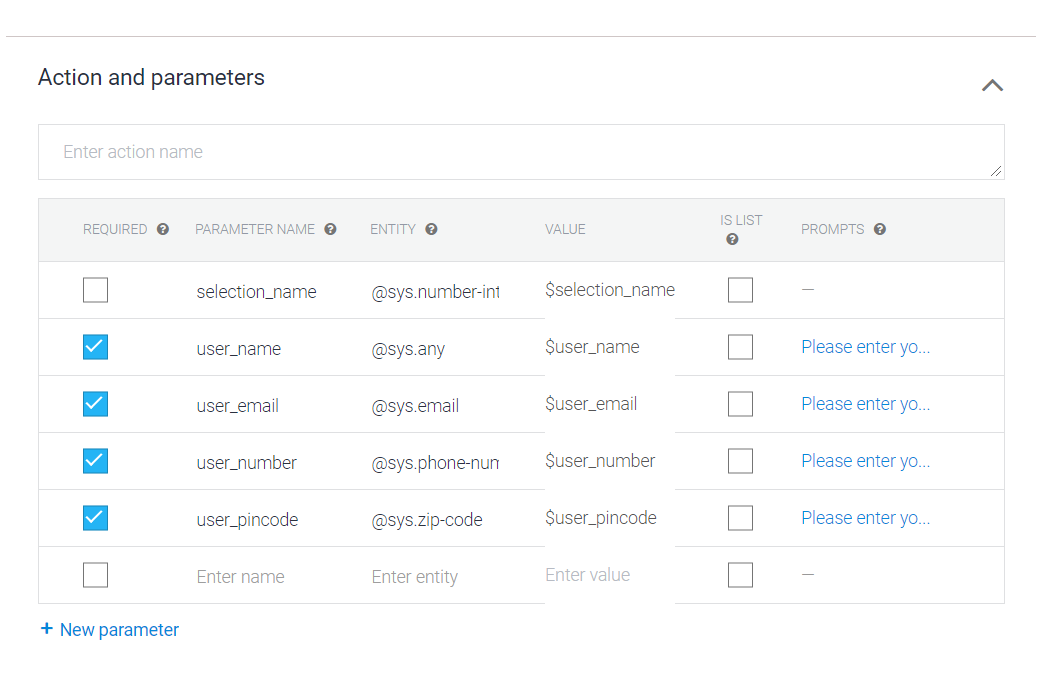 Action and parameters
Enter action name
REQUIRED PARAMETER NAME ENTITY VALUE IS LIST PROMPTS
selection_name @sys.number-int $selection_name —
user_name @sys.any $user_name Please enter yo...
user_email @sys.email $user_email Please enter yo...
user_number @sys.phone-num $user_number Please enter yo...
user_pincode @sys.zip-code $user_pincode Please enter yo...
Enter name Enter entity Enter value —
+ New parameter